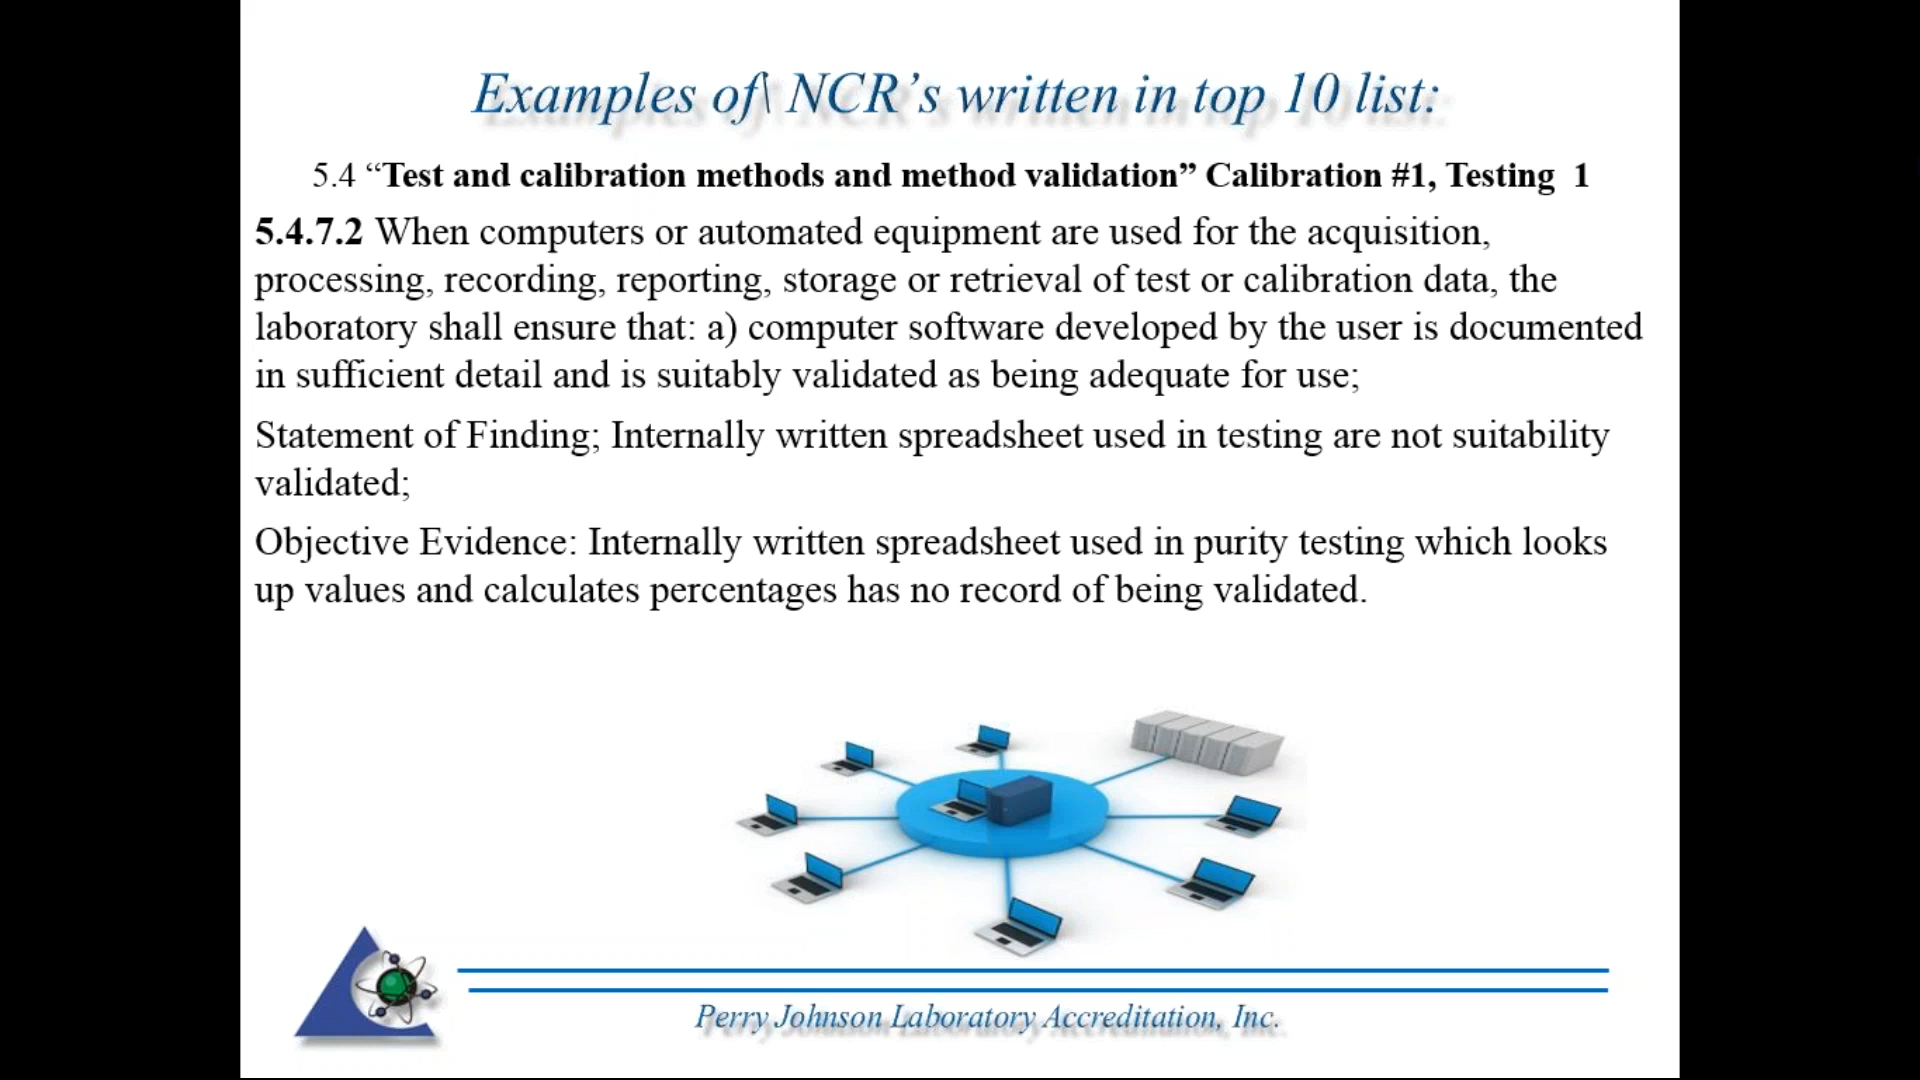 Examples of\ NCR’s written in top 10 list:
5.4 “Test and calibration methods and method validation” Calibration #1, Testing 1
5.4.7.2 When computers or automated equipment are used for the acquisition,
processing, recording, reporting, storage or retrieval of test or calibration data, the
laboratory shall ensure that: a) computer software developed by the user is documented
in sufficient detail and is suitably validated as being adequate for use;
Statement of Finding; Internally written spreadsheet used in testing are not suitability
validated;
Objective Evidence: Internally written spreadsheet used in purity testing which looks
up values and calculates percentages has no record of being validated.
Perry Johnson Laboratory Accreditation, Inc.